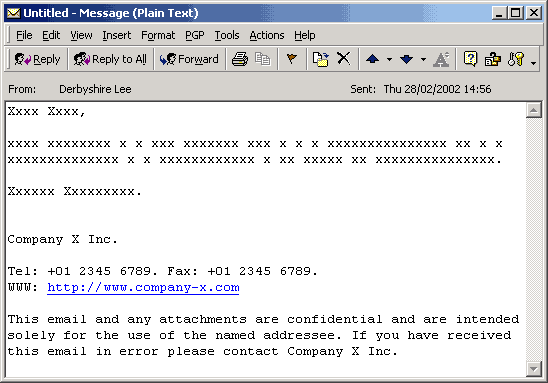 Untitled - Message (Plain Text)
File Edit View Insert Format PGP Tools Actions Help
Reply Reply to All Forward
From: Derbyshire Lee Sent: Thu 28/02/2002 14:56
Xxxx Xxxx,
xxxx xxxxxxxx x x xxx xxxxxxx xxx x x x xxxxxxxxxxxxxxx xx x x
xxxxxxxxxxxxxx x x xxxxxxxxxxxx x xx xxxxx xx xxxxxxxxxxxxxxx.
Xxxxxx Xxxxxxxxx.
Company X Inc.
Tel: +01 2345 6789. Fax: +01 2345 6789.
WWW: http://www.company-x.com
This email and any attachments are confidential and are intended
solely for the use of the named addressee. If you have received
this email in error please contact Company X Inc.